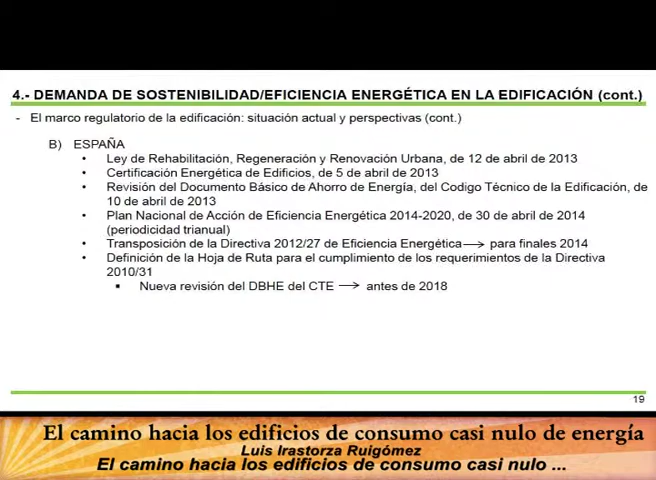 4.- DEMANDA DE SOSTENIBILIDAD/EFICIENCIA ENERGÉTICA EN LA EDIFICACIÓN (cont.)
- El marco regulatorio de la edificación: situación actual y perspectivas (cont.)
B) ESPAÑA
• Ley de Rehabilitación, Regeneración y Renovación Urbana, de 12 de abril de 2013
• Certificación Energética de Edificios, de 5 de abril de 2013
• Revisión del Documento Básico de Ahorro de Energía, del Codigo Técnico de la Edificación, de
10 de abril de 2013
• Plan Nacional de Acción de Eficiencia Energética 2014-2020, de 30 de abril de 2014
(periodicidad trianual)
• Transposición de la Directiva 2012/27 de Eficiencia Energética → para finales 2014
• Definición de la Hoja de Ruta para el cumplimiento de los requerimientos de la Directiva
2010/31
▪ Nueva revisión del DBHE del CTE → antes de 2018
19
El camino hacia los edificios de consumo casi nulo de energía
Luis Irastorza Ruigómez
El camino hacia los edificios de consumo casi nulo ...